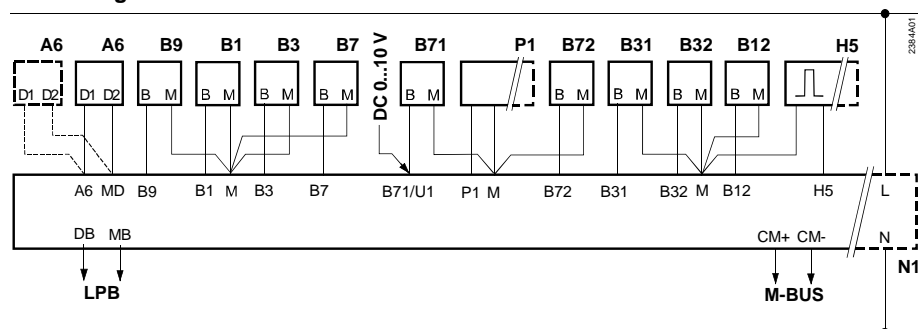 A6 A6 B9 B1 B3 B7 B71 P1 B72 B31 B32 B12 H5
2384A01
DC 0...10 V
D1 D2 D1 D2 B M B M B M B M B M B M B M B M B M
A6 MD B9 B1 M B3 B7 B71/U1 P1 M B72 B31 B32 M B12 H5 L
DB MB CM+ CM- N
N1
LPB M-BUS